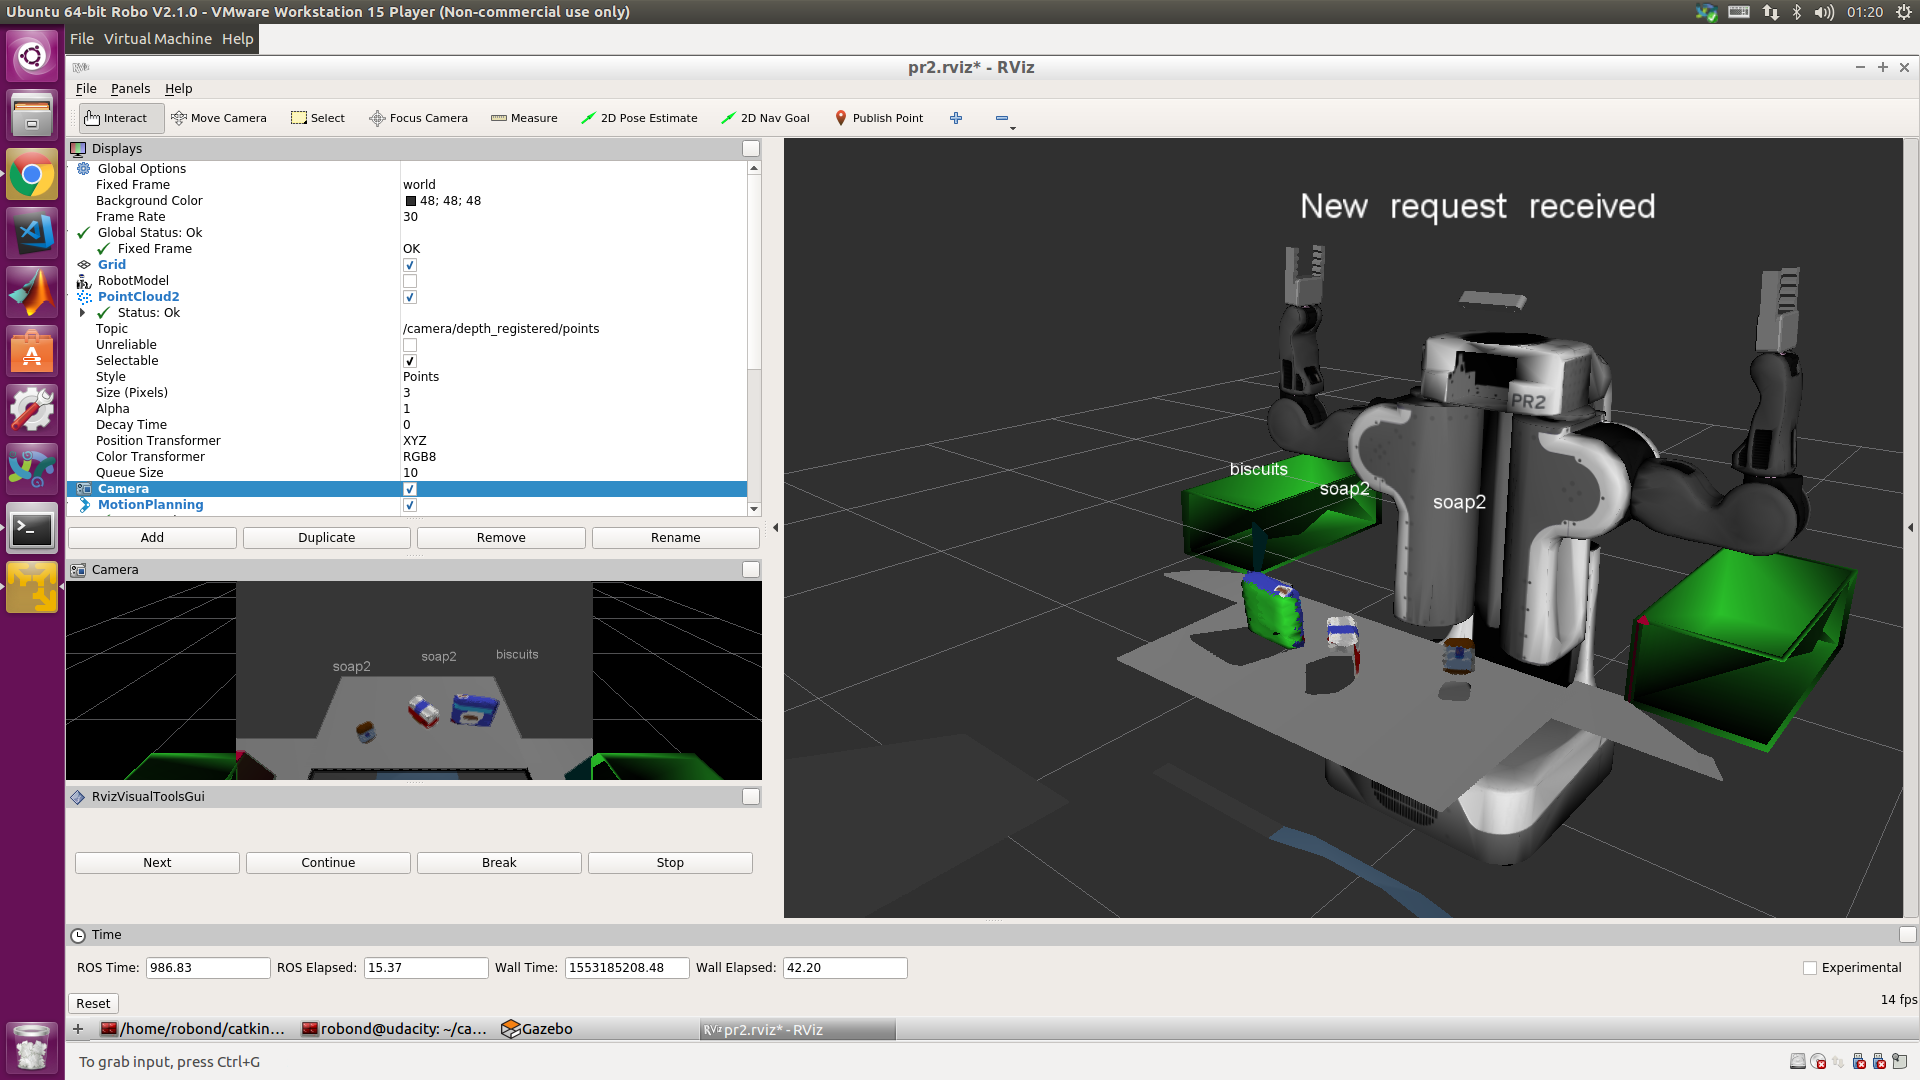 Ubuntu 64-bit Robo V2.1.0 - VMware Workstation 15 Player (Non-commercial use only)
01:20
File Virtual Machine Help
RViz
pr2.rviz* - RViz
File Panels Help
Interact Move Camera Select Focus Camera Measure 2D Pose Estimate 2D Nav Goal Publish Point
Displays
Global Options
Fixed Frame world
Background Color 48; 48; 48
Frame Rate 30
Global Status: Ok
Fixed Frame OK
Grid
RobotModel
PointCloud2
Status: Ok
Topic /camera/depth_registered/points
Unreliable
Selectable
Style Points
Size (Pixels) 3
Alpha 1
Decay Time 0
Position Transformer XYZ
Color Transformer RGB8
Queue Size 10
Camera
MotionPlanning
Add Duplicate Remove Rename
Camera
soap2 soap2 biscuits
RvizVisualToolsGui
Next Continue Break Stop
New request received
PR2
biscuits
soap2
soap2
Time
ROS Time: 986.83 ROS Elapsed: 15.37 Wall Time: 1553185208.48 Wall Elapsed: 42.20 Experimental
Reset 14 fps
/home/robond/catkin... robond@udacity: ~/ca... Gazebo RViz pr2.rviz* - RViz
To grab input, press Ctrl+G